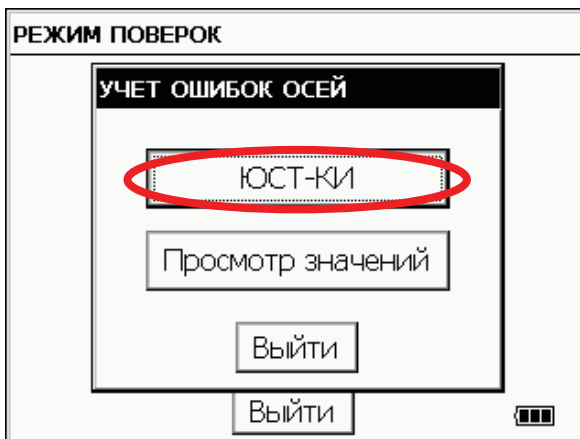 РЕЖИМ ПОВЕРОК
УЧЕТ ОШИБОК ОСЕЙ
ЮСТ-КИ
Просмотр значений
Выйти
Выйти